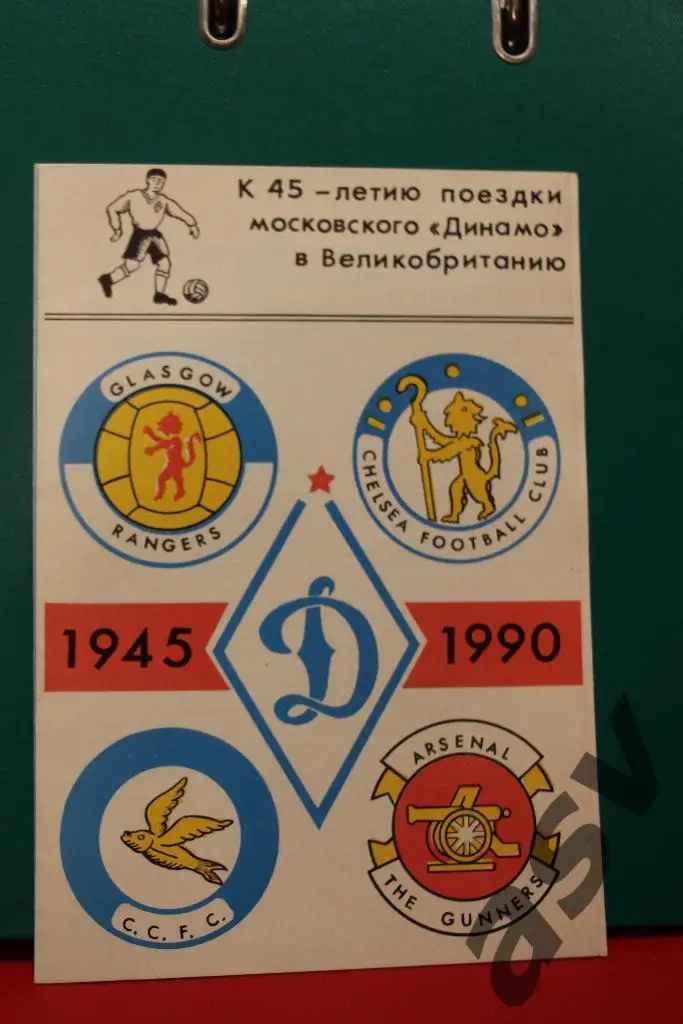 К 45 – летию поездки
московского «Динамо»
в Великобританию
GLASGOW
RANGERS
CHELSEA FOOTBALL CLUB
1945
Д
1990
C. C. F. C.
ARSENAL
THE GUNNERS
asv